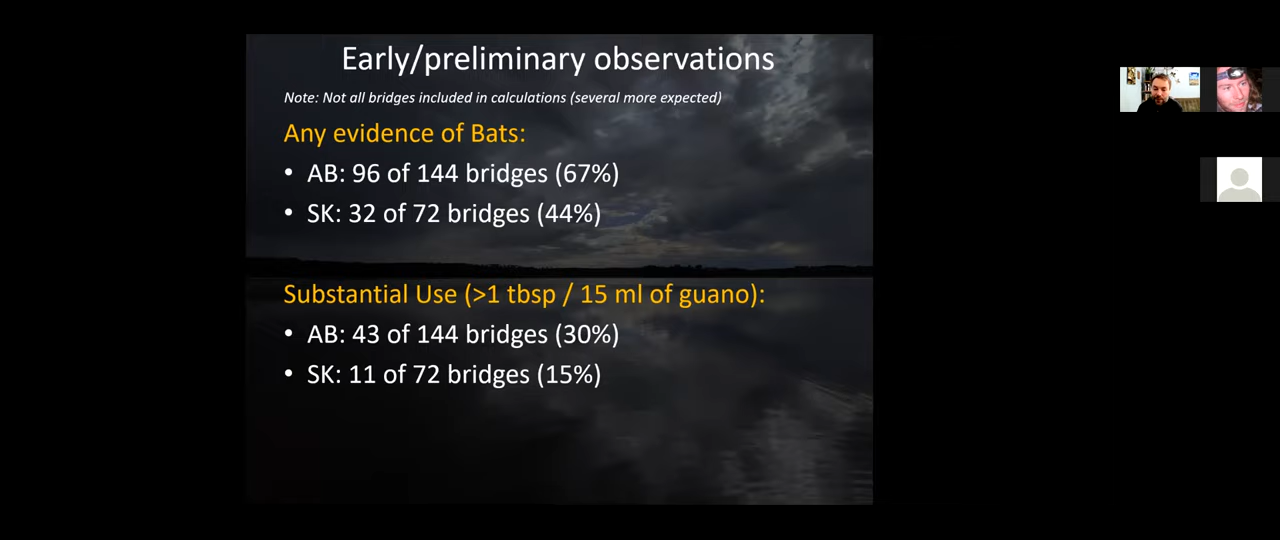 Early/preliminary observations
Note: Not all bridges included in calculations (several more expected)
Any evidence of Bats:
• AB: 96 of 144 bridges (67%)
• SK: 32 of 72 bridges (44%)
Substantial Use (>1 tbsp / 15 ml of guano):
• AB: 43 of 144 bridges (30%)
• SK: 11 of 72 bridges (15%)